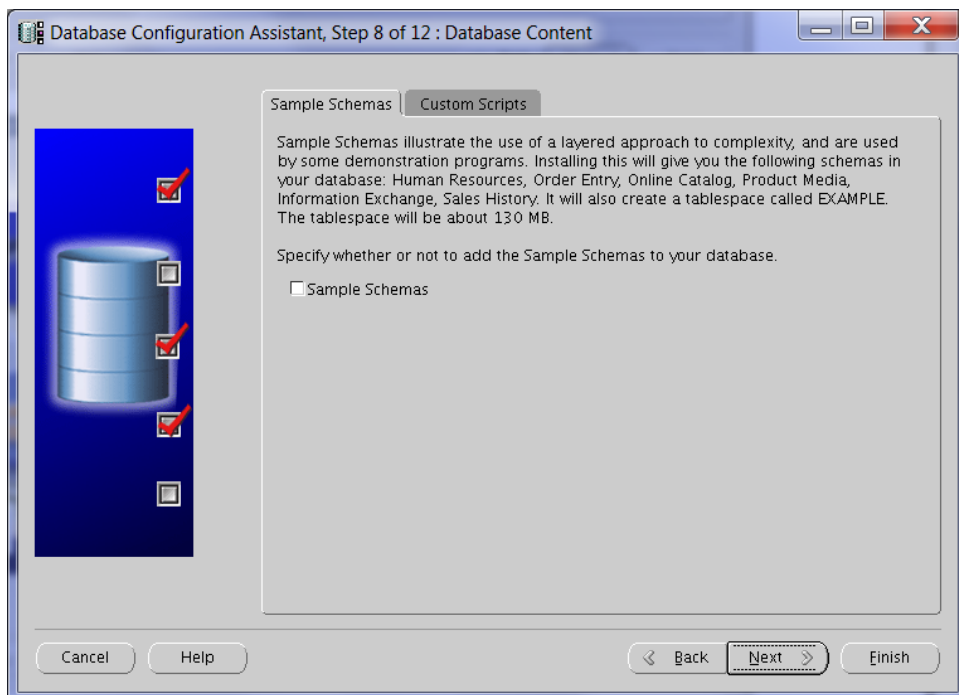 Database Configuration Assistant, Step 8 of 12 : Database Content
Sample Schemas
Custom Scripts
Sample Schemas illustrate the use of a layered approach to complexity, and are used
by some demonstration programs. Installing this will give you the following schemas in
your database: Human Resources, Order Entry, Online Catalog, Product Media,
Information Exchange, Sales History. It will also create a tablespace called EXAMPLE.
The tablespace will be about 130 MB.
Specify whether or not to add the Sample Schemas to your database.
Sample Schemas
Cancel
Help
Back
Next
Finish